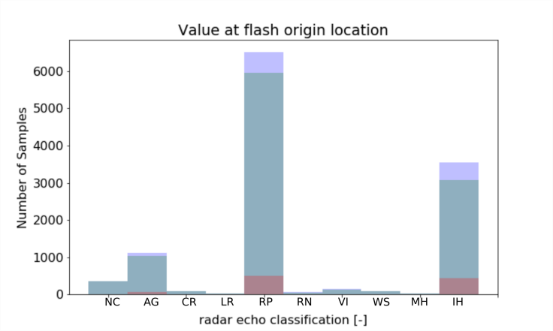 Value at flash origin location
Number of Samples
6000
5000
4000
3000
2000
1000
0
NC AG CR LR RP RN VI WS MH IH
radar echo classification [-]